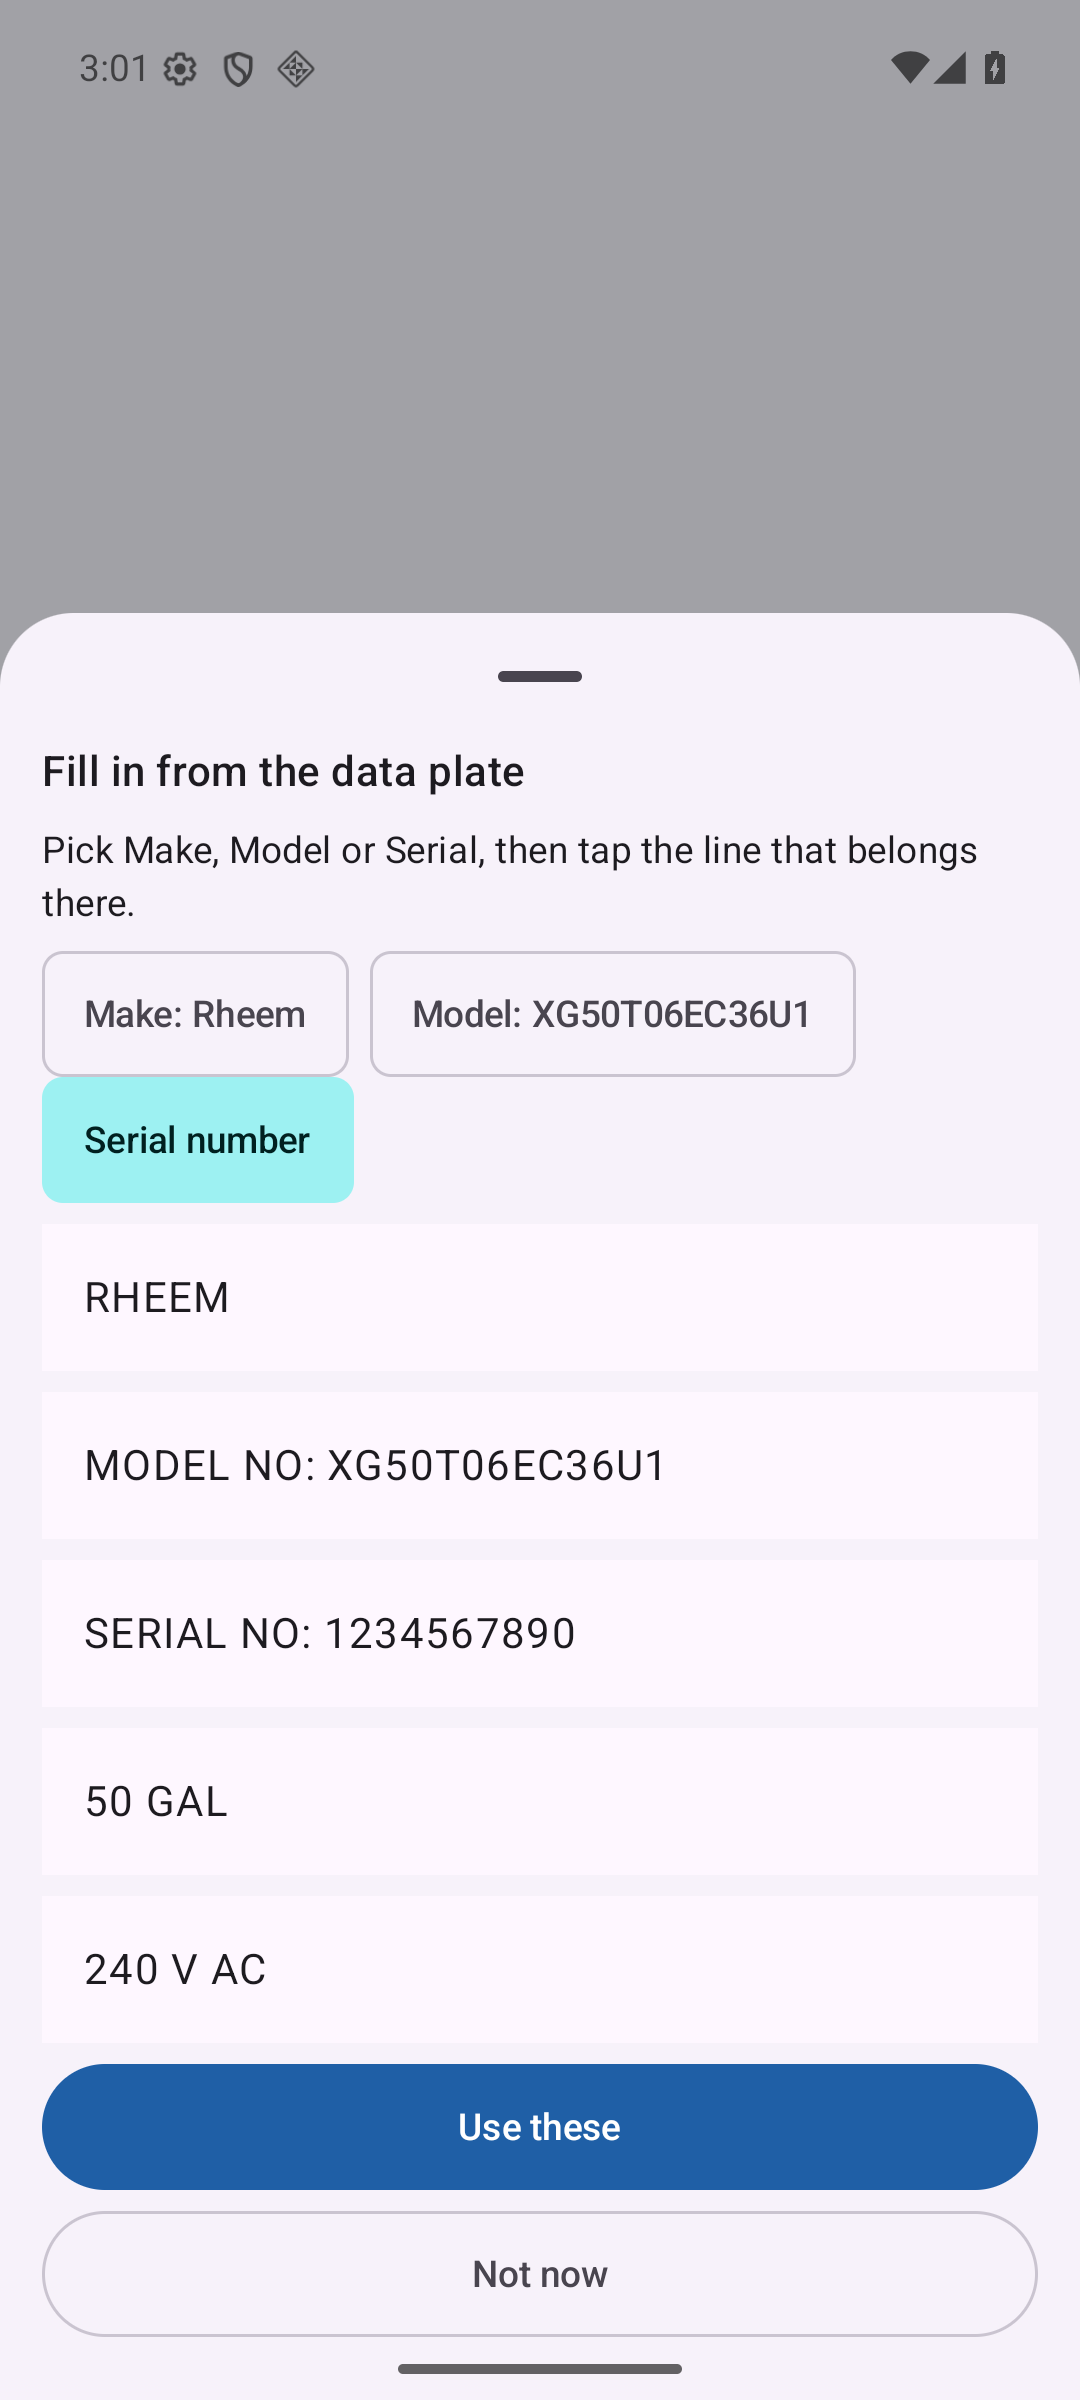 3:01
Fill in from the data plate
Pick Make, Model or Serial, then tap the line that belongs
there.
Make: Rheem
Model: XG50T06EC36U1
Serial number
RHEEM
MODEL NO: XG50T06EC36U1
SERIAL NO: 1234567890
50 GAL
240 V AC
Use these
Not now